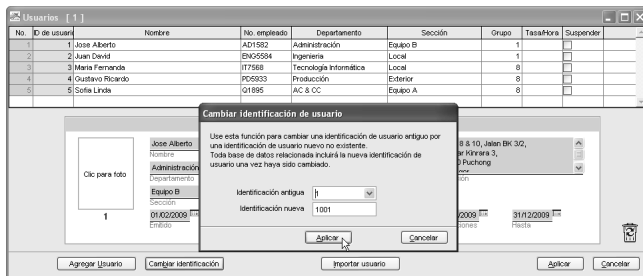 Usuarios [ 1 ]
No. ID de usuario Nombre No. empleado Departamento Sección Grupo Tasa/Hora Suspender
1 1 Jose Alberto AD1582 Administración Equipo B 1
2 2 Juan David ENG5584 Ingenieria Local 1
3 3 Maria Fernanda IT7568 Tecnología Informática Local 8
4 4 Gustavo Ricardo PD5933 Producción Exterior 8
5 5 Sofia Linda Q1895 AC & CC Equipo A 8
Cambiar identificación de usuario
Use esta función para cambiar una identificación de usuario antiguo por
una identificación de usuario nuevo no existente.
Toda base de datos relacionada incluirá la nueva identificación de
usuario una vez haya sido cambiado.
Identificación antigua 1
Identificación nueva 1001
Aplicar Cancelar
Clic para foto
1
Jose Alberto
Nombre
Administración
Departamento
Equipo B
Sección
01/02/2009
Emitido
8 & 10, Jalan BK 3/2,
ar Kinrara 3,
Puchong
/2009
31/12/2009
Hasta
Agregar Usuario Cambiar identificación Importar usuario Aplicar Cancelar